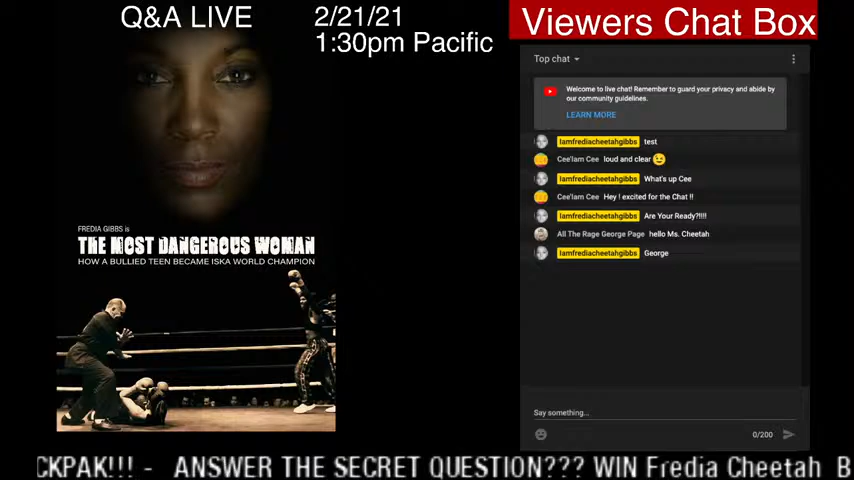 Q&A LIVE
2/21/21
1:30pm Pacific
Viewers Chat Box
Top chat
Welcome to live chat! Remember to guard your privacy and abide by
our community guidelines.
LEARN MORE
Iamfrediacheetahgibbs test
Cee'Iam Cee loud and clear😉
Iamfrediacheetahgibbs What's up Cee
Cee'Iam Cee Hey ! excited for the Chat !!
Iamfrediacheetahgibbs Are Your Ready?!!!!
All The Rage George Page hello Ms. Cheetah
Iamfrediacheetahgibbs George
FREDIA GIBBS is
THE MOST DANGEROUS WOMAN
HOW A BULLIED TEEN BECAME ISKA WORLD CHAMPION
Say something...
0/200
CKPAK!!! - ANSWER THE SECRET QUESTION??? WIN Fredia Cheetah B